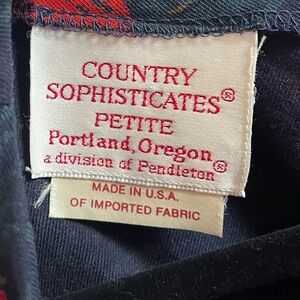 COUNTRY
SOPHISTICATES®
PETITE
Portland, Oregon
a division of Pendleton®
MADE IN U.S.A.
OF IMPORTED FABRIC